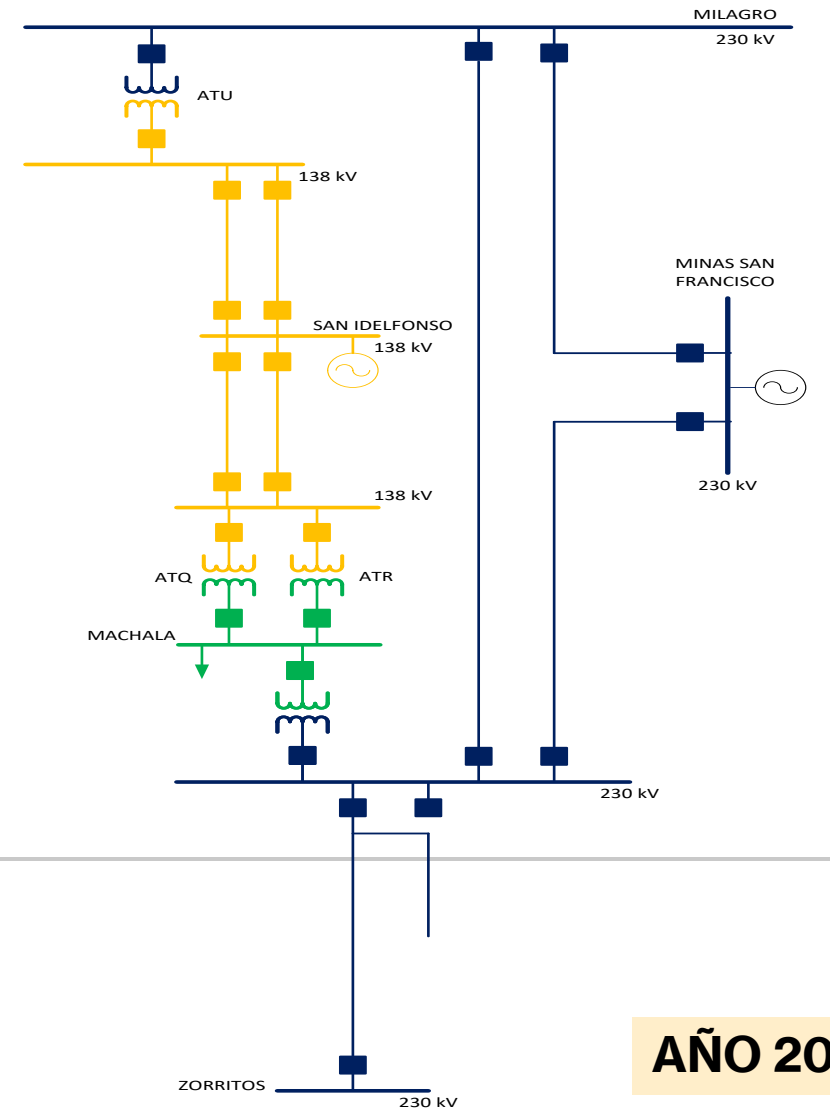 MILAGRO
230 kV
ATU
138 kV
MINAS SAN
FRANCISCO
SAN IDELFONSO
138 kV
230 kV
138 kV
ATQ
ATR
MACHALA
230 kV
AÑO 20
ZORRITOS
230 kV